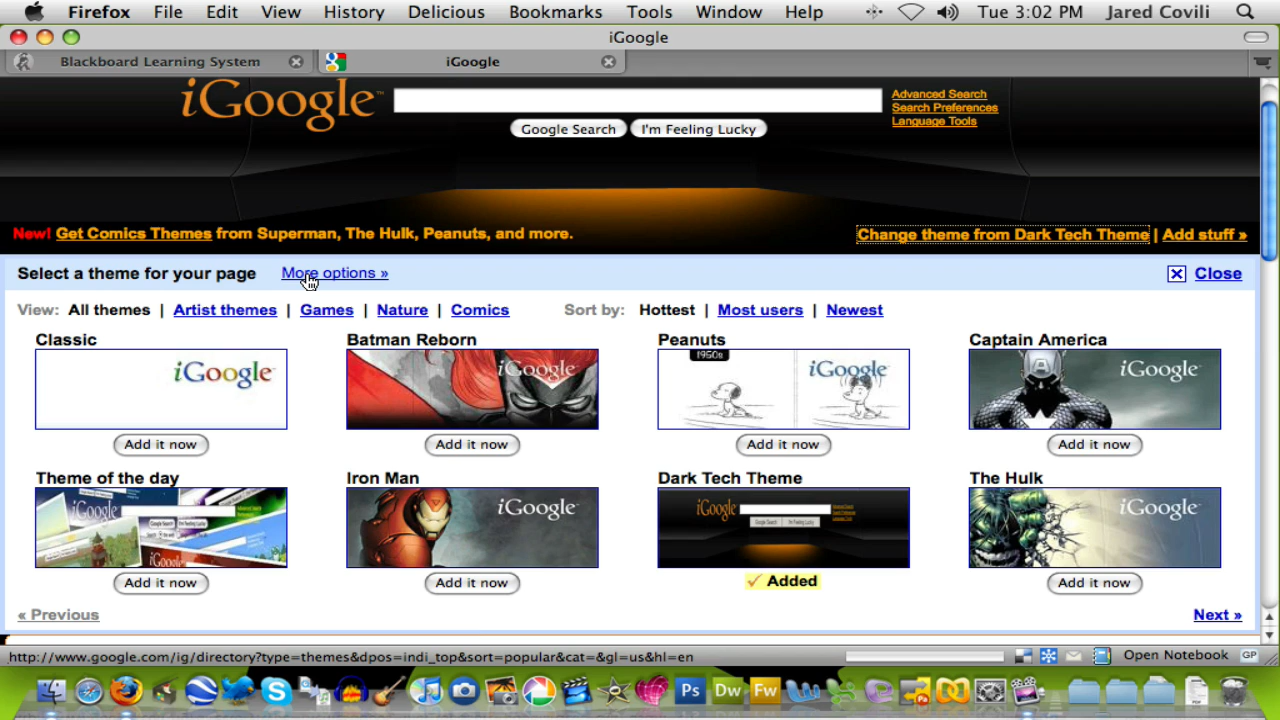 Firefox File Edit View History Delicious Bookmarks Tools Window Help Tue 3:02 PM Jared Covili
iGoogle
Blackboard Learning System iGoogle
iGoogle™
Advanced Search
Search Preferences
Language Tools
Google Search I'm Feeling Lucky
New! Get Comics Themes from Superman, The Hulk, Peanuts, and more. Change theme from Dark Tech Theme | Add stuff »
Select a theme for your page More options » Close
View: All themes | Artist themes | Games | Nature | Comics Sort by: Hottest | Most users | Newest
Classic Batman Reborn Peanuts Captain America
iGoogle iGoogle 1950s iGoogle iGoogle
Add it now Add it now Add it now Add it now
Theme of the day Iron Man Dark Tech Theme The Hulk
iGoogle iGoogle iGoogle iGoogle
Add it now Add it now ✓ Added Add it now
« Previous Next »
http://www.google.com/ig/directory?type=themes&dpos=indi_top&sort=popular&cat=&gl=us&hl=en Open Notebook GP
Ps Dw Fw